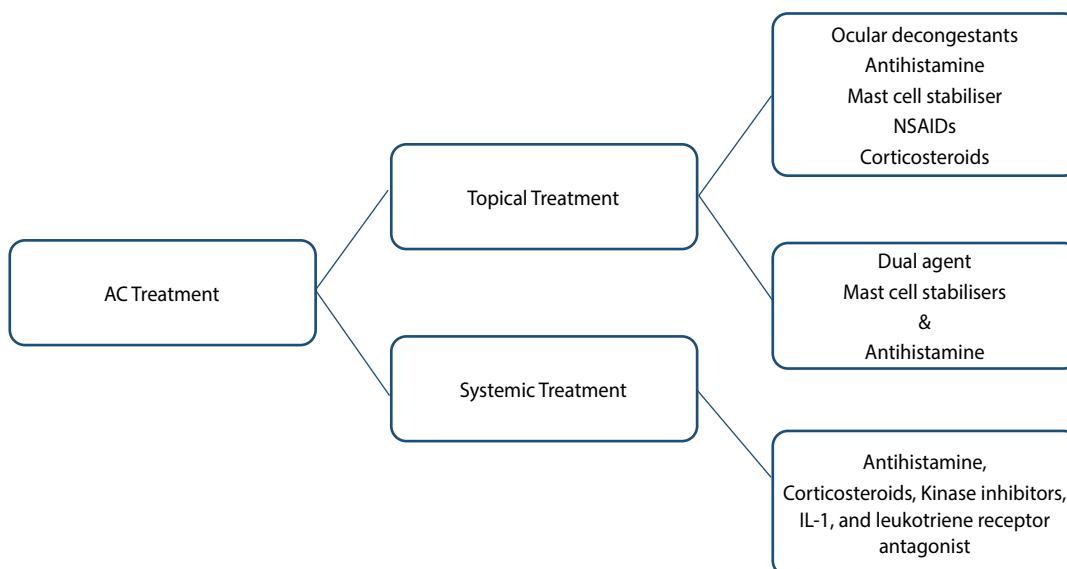 AC Treatment
Topical Treatment
Ocular decongestants
Antihistamine
Mast cell stabiliser
NSAIDs
Corticosteroids
Dual agent
Mast cell stabilisers
&
Antihistamine
Systemic Treatment
Antihistamine,
Corticosteroids, Kinase inhibitors,
IL-1, and leukotriene receptor
antagonist